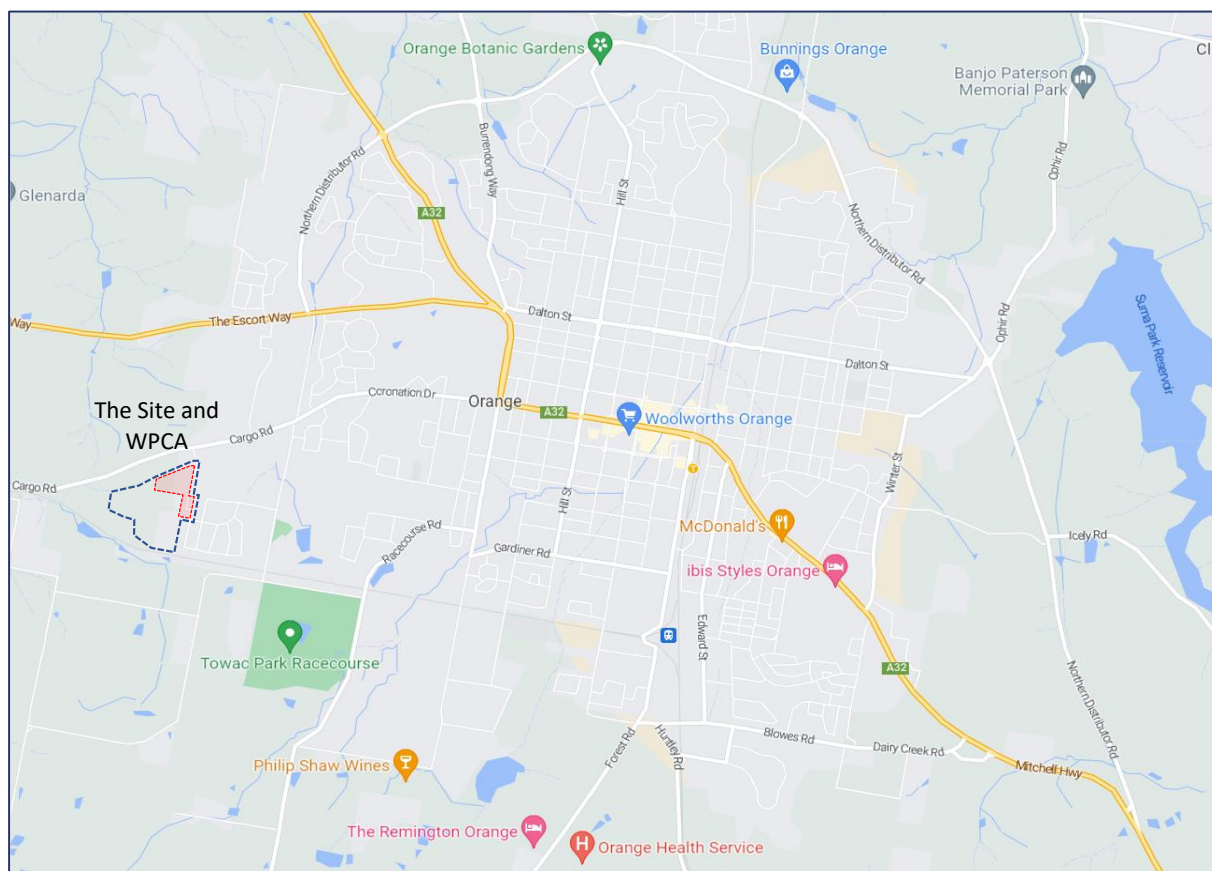 Orange Botanic Gardens
Bunnings Orange
Cl
Banjo Paterson
Memorial Park
Glenarda
Northern Distributor Rd
Burrendong Way
Hill St
Ophir Rd
A32
Northern Distributor Rd
Way
The Escort Way
Dalton St
Ophir Rd
Suma Park Reservoir
Dalton St
Coronation Dr
Orange
A32
Woolworths Orange
The Site and
WPCA
Cargo Rd
Cargo Rd
Winter St
Hill St
McDonald's
Racecourse Rd
Icely Rd
Gardiner Rd
ibis Styles Orange
Edward St
Towac Park Racecourse
A32
Northern Distributor Rd
Forest Rd
Huntley Rd
Blowes Rd
Dairy Creek Rd
Philip Shaw Wines
Mitchell Hwy
The Remington Orange
H
Orange Health Service